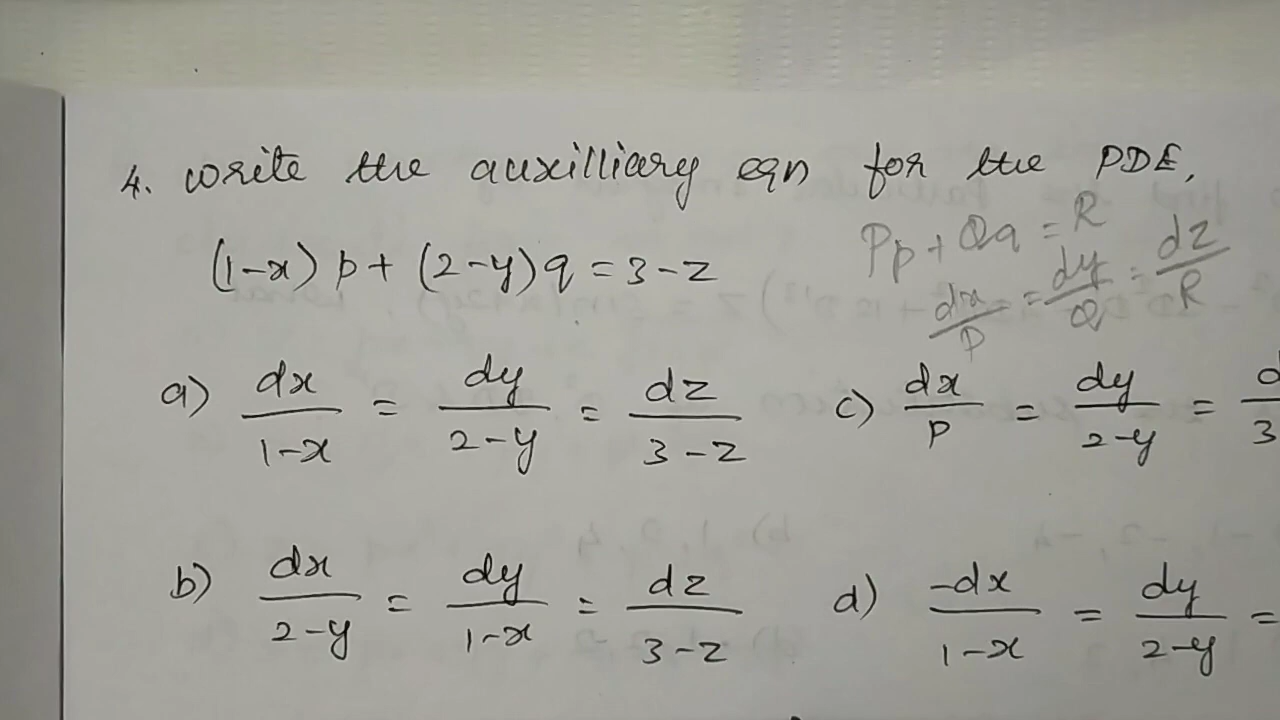 4. write the auxilliary eqn for the PDE,
(1-x) p + (2-y) q = 3-z
Pp + Qq = R
dx/P = dy/Q = dz/R
a) dx/1-x = dy/2-y = dz/3-z
c) dx/P = dy/2-y = d/3
b) dx/2-y = dy/1-x = dz/3-z
d) -dx/1-x = dy/2-y =